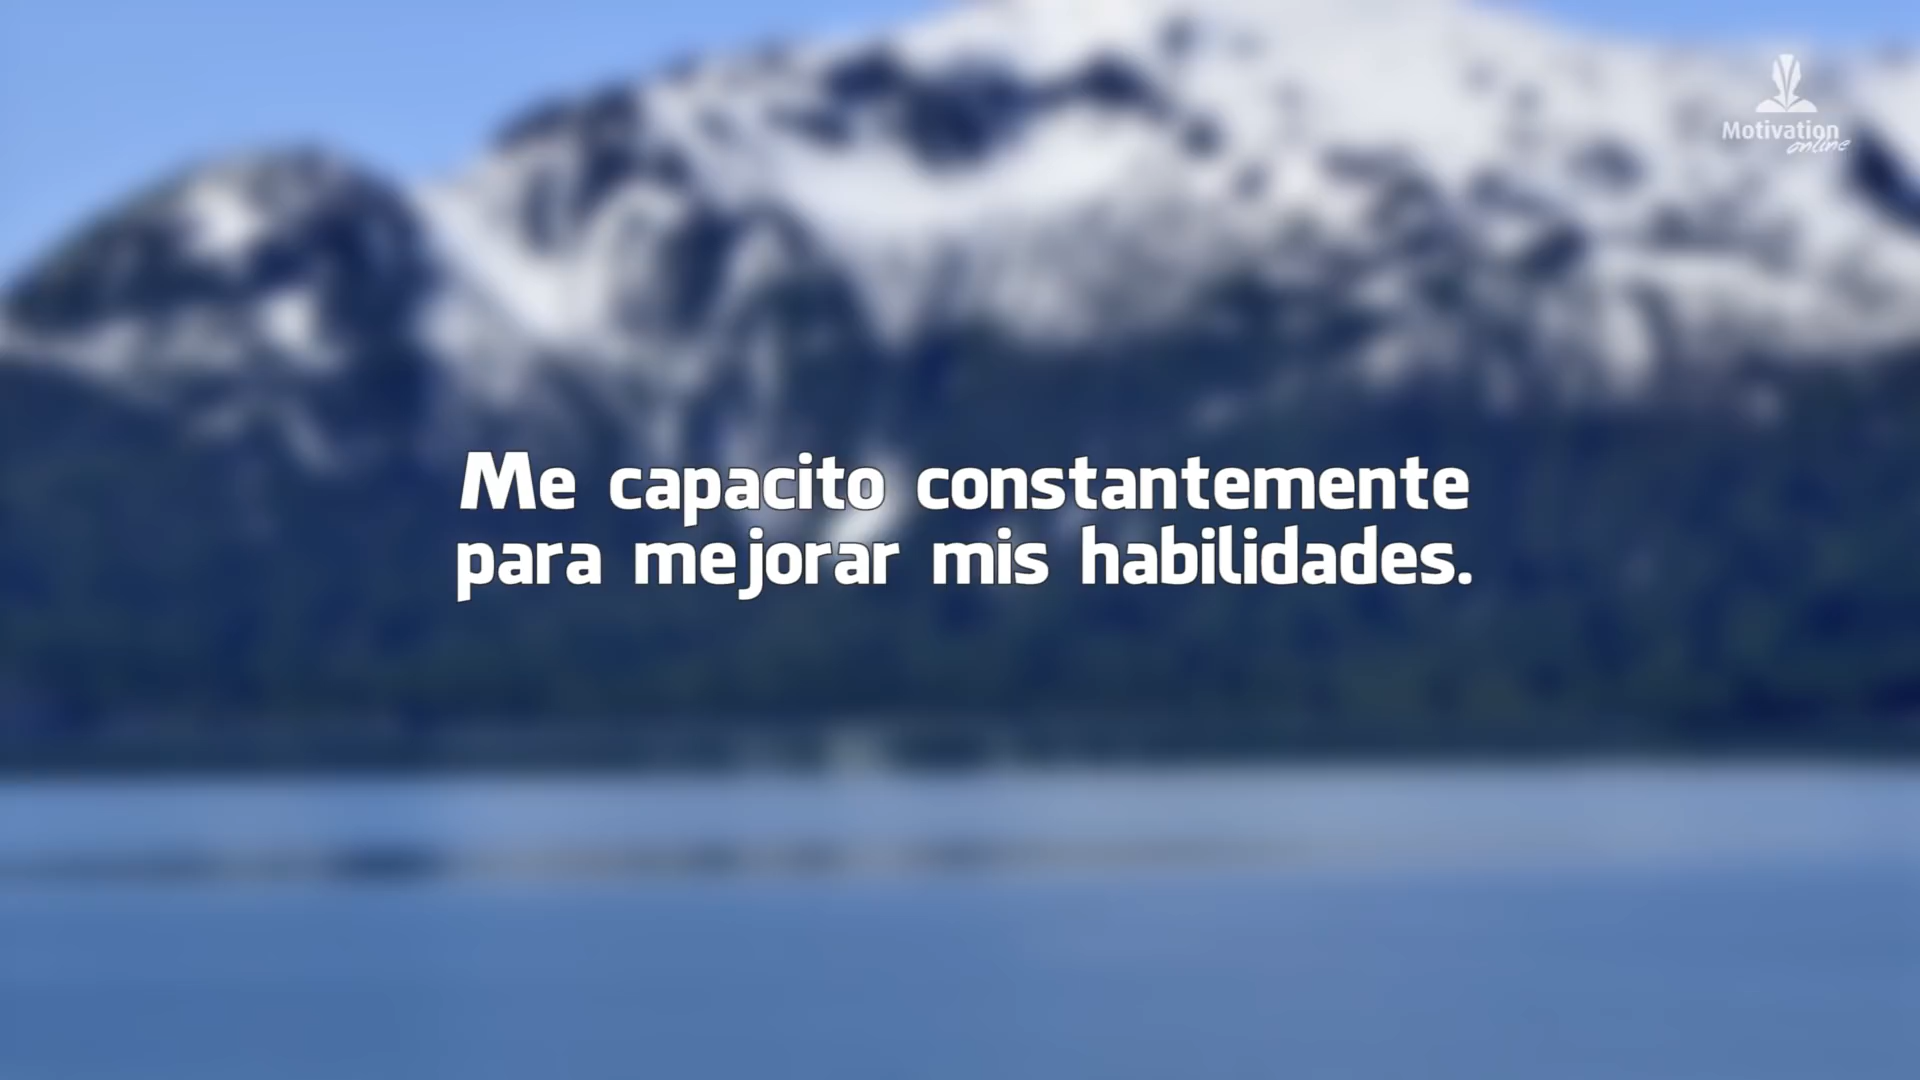 Motivation
online
Me capacito constantemente
para mejorar mis habilidades.